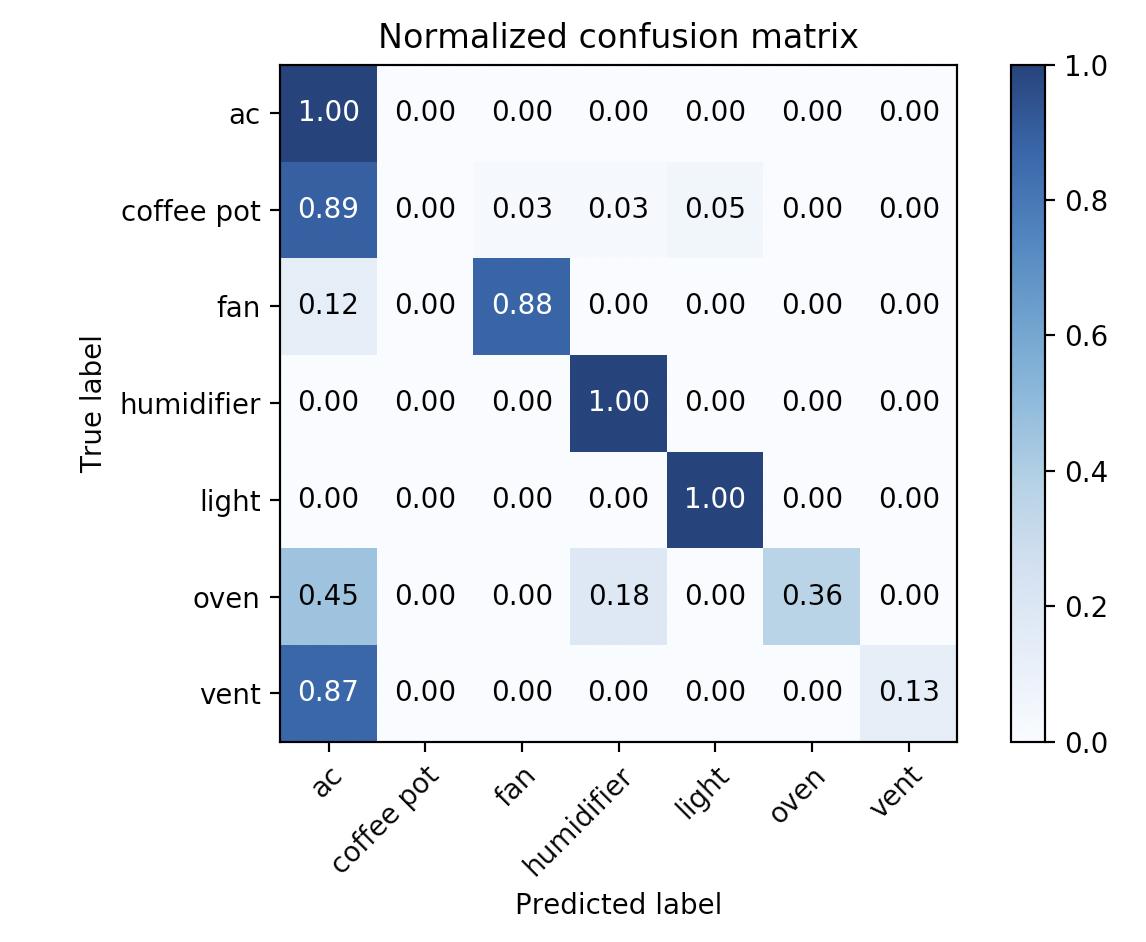 Normalized confusion matrix
ac 1.00 0.00 0.00 0.00 0.00 0.00 0.00
coffee pot 0.89 0.00 0.03 0.03 0.05 0.00 0.00
fan 0.12 0.00 0.88 0.00 0.00 0.00 0.00
humidifier 0.00 0.00 0.00 1.00 0.00 0.00 0.00
light 0.00 0.00 0.00 0.00 1.00 0.00 0.00
oven 0.45 0.00 0.00 0.18 0.00 0.36 0.00
vent 0.87 0.00 0.00 0.00 0.00 0.00 0.13
True label
ac coffee pot fan humidifier light oven vent
Predicted label
1.0
0.8
0.6
0.4
0.2
0.0